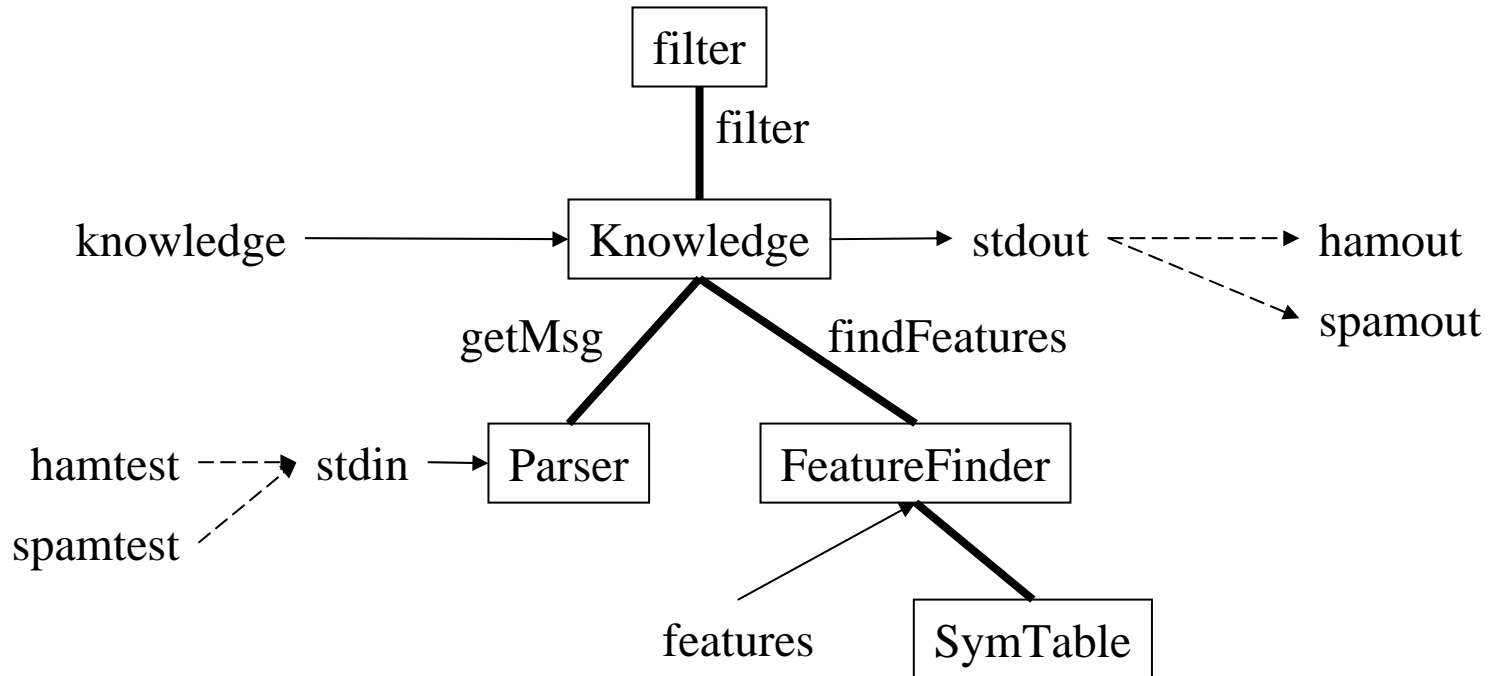 filter
filter
knowledge
Knowledge
stdout
hamout
spamout
getMsg
findFeatures
hamtest
stdin
Parser
FeatureFinder
spamtest
features
SymTable